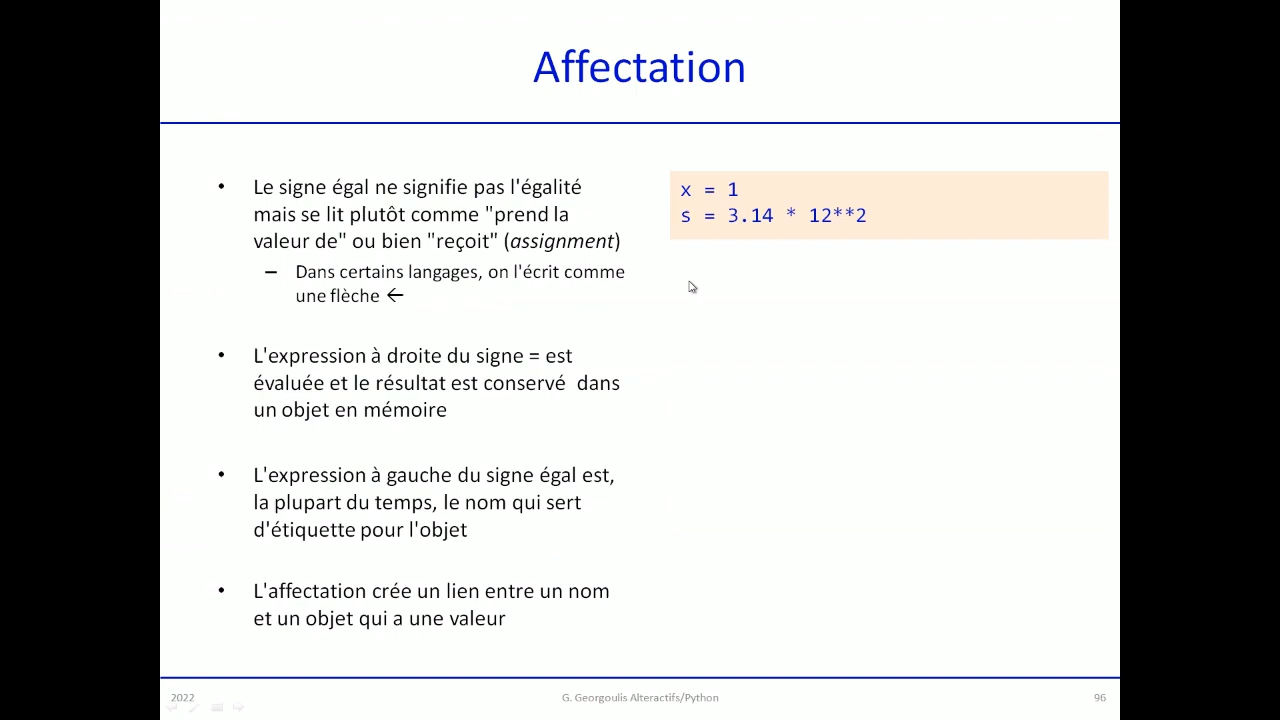 Affectation
• Le signe égal ne signifie pas l'égalité
mais se lit plutôt comme "prend la
valeur de" ou bien "reçoit" (assignment)
– Dans certains langages, on l'écrit comme
une flèche ←
• L'expression à droite du signe = est
évaluée et le résultat est conservé dans
un objet en mémoire
• L'expression à gauche du signe égal est,
la plupart du temps, le nom qui sert
d'étiquette pour l'objet
• L'affectation crée un lien entre un nom
et un objet qui a une valeur
x = 1
s = 3.14 * 12**2
2022
G. Georgoulis Alteractifs/Python
96